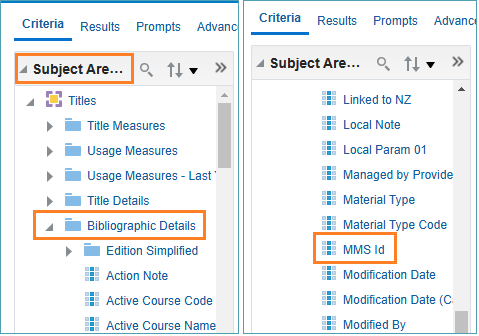 Criteria Results Prompts Advance
Subject Are...
Titles
Title Measures
Usage Measures
Usage Measures - Last
Title Details
Bibliographic Details
Edition Simplified
Action Note
Active Course Code
Active Course Name
Criteria Results Prompts Advanc
Subject Are...
Linked to NZ
Local Note
Local Param 01
Managed by Provide
Material Type
Material Type Code
MMS Id
Modification Date
Modification Date (Ca
Modified By